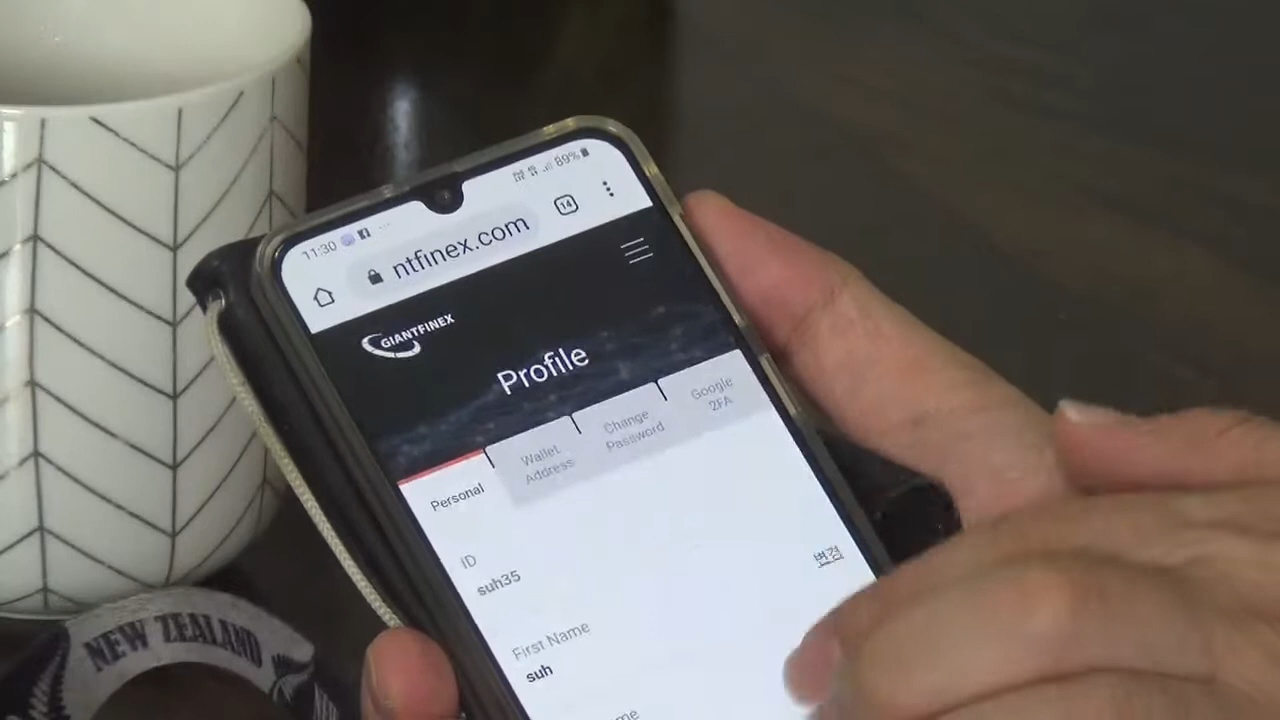 11:30
89%
ntfinex.com
14
GIANTFINEX
Profile
Personal
Wallet
Address
Change
Password
Google
2FA
ID
suh35
변경
First Name
suh
me
NEW ZEALAND